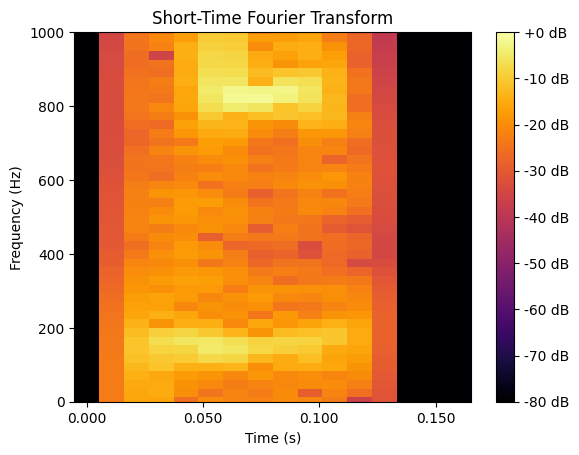 Short-Time Fourier Transform
1000
800
600
400
200
0
Frequency (Hz)
0.000
0.050
0.100
0.150
Time (s)
+0 dB
-10 dB
-20 dB
-30 dB
-40 dB
-50 dB
-60 dB
-70 dB
-80 dB